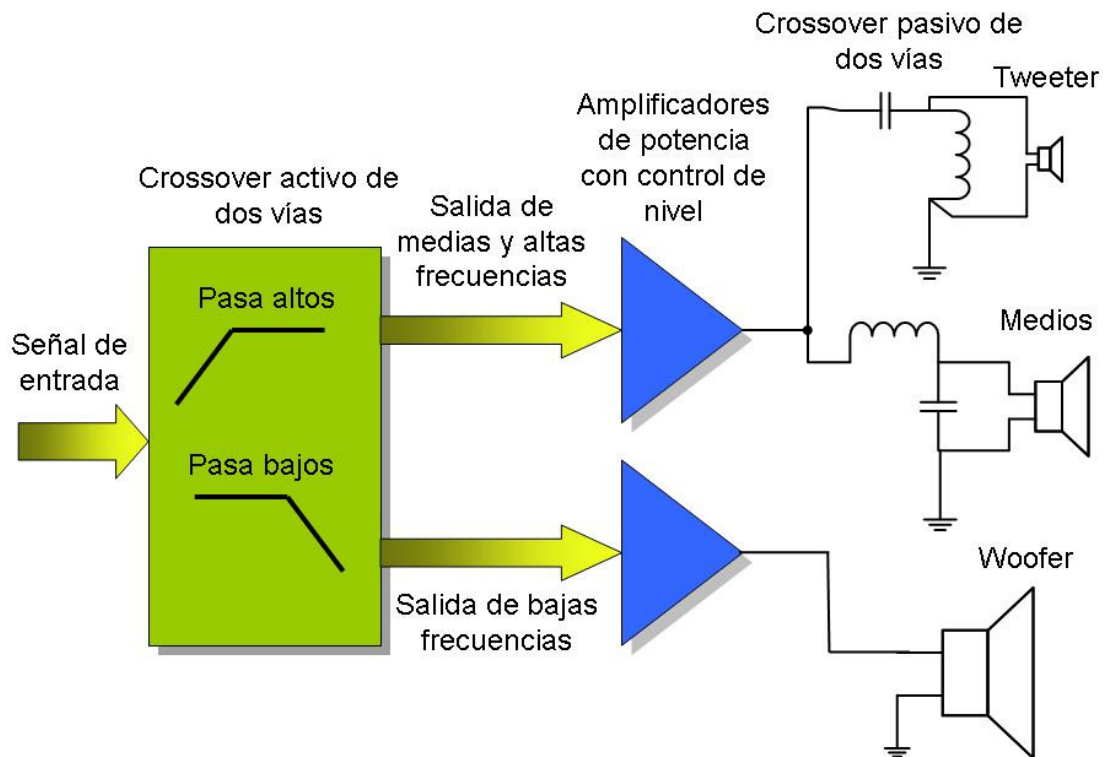 Crossover pasivo de
dos vías
Tweeter
Amplificadores
de potencia
con control de
nivel
Crossover activo de
dos vías
Salida de
medias y altas
frecuencias
Pasa altos
Medios
Señal de
entrada
Pasa bajos
Woofer
Salida de bajas
frecuencias